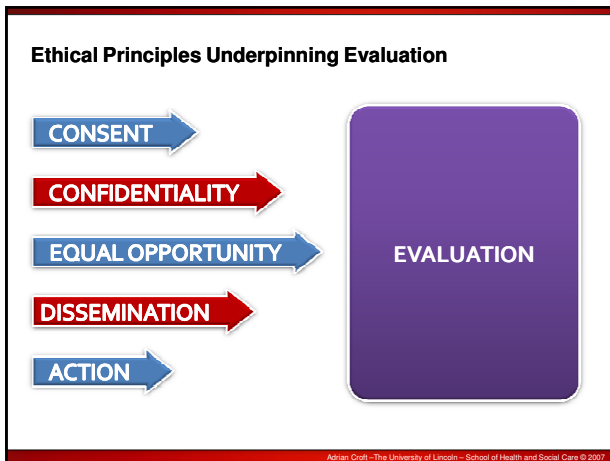 Ethical Principles Underpinning Evaluation
CONSENT
CONFIDENTIALITY
EQUAL OPPORTUNITY
DISSEMINATION
ACTION
EVALUATION
Adrian Croft –The University of Lincoln – School of Health and Social Care © 2007